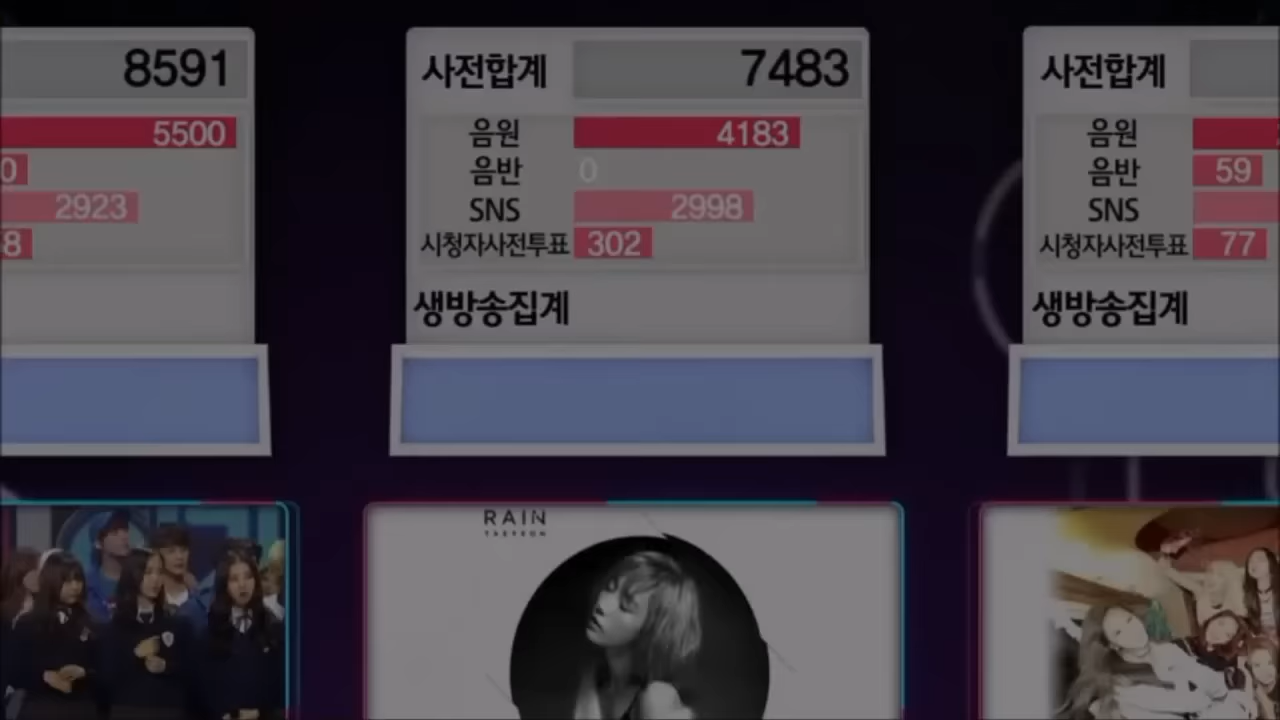 8591
5500
0
2923
8
사전합계 7483
음원 4183
음반 0
SNS 2998
시청자사전투표 302
생방송집계
RAIN
TAEYEON
사전합계
음원
음반 59
SNS
시청자사전투표 77
생방송집계